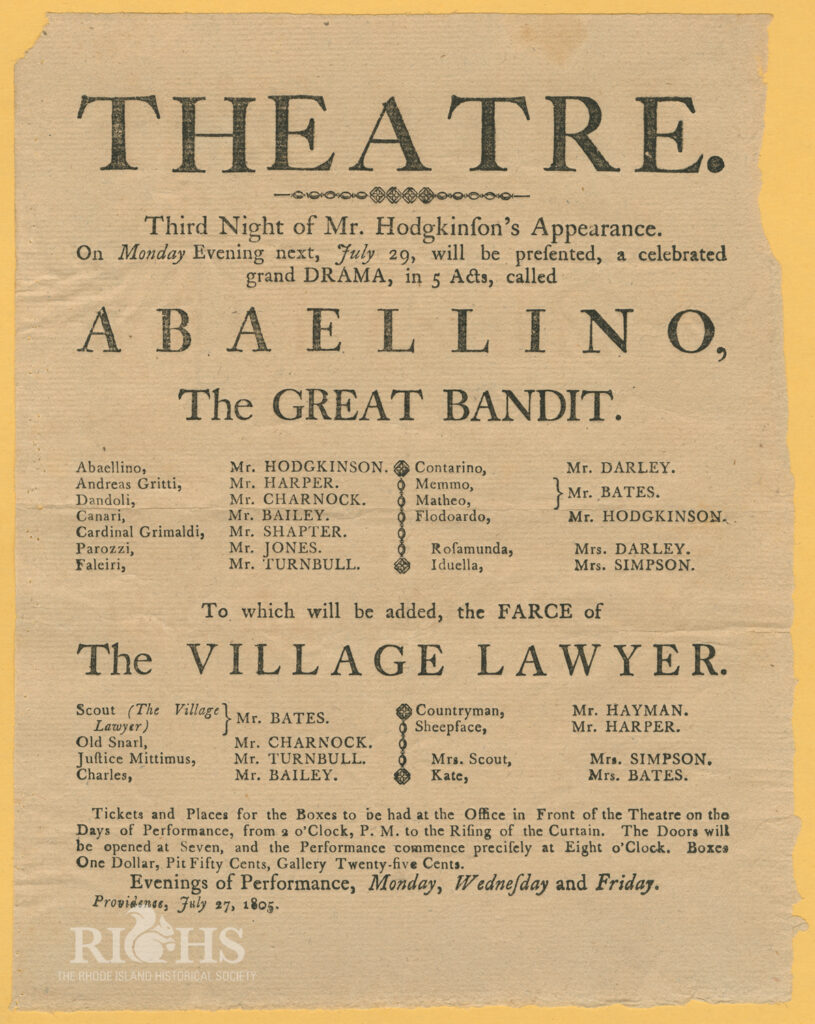 THEATRE.
Third Night of Mr. Hodgkinſon's Appearance.
On Monday Evening next, July 29, will be preſented, a celebrated
grand DRAMA, in 5 Acts, called
ABAELLINO,
The GREAT BANDIT.
Abaellino, Mr. HODGKINSON. Contarino, Mr. DARLEY.
Andreas Gritti, Mr. HARPER. Memmo, } Mr. BATES.
Dandoli, Mr. CHARNOCK. Matheo,
Canari, Mr. BAILEY. Flodoardo, Mr. HODGKINSON.
Cardinal Grimaldi, Mr. SHAPTER.
Parozzi, Mr. JONES. Roſamunda, Mrs. DARLEY.
Faleiri, Mr. TURNBULL. Iduella, Mrs. SIMPSON.
To which will be added, the FARCE of
The VILLAGE LAWYER.
Scout (The Village } Mr. BATES. Countryman, Mr. HAYMAN.
Lawyer) Sheepface, Mr. HARPER.
Old Snarl, Mr. CHARNOCK.
Juſtice Mittimus, Mr. TURNBULL. Mrs. Scout, Mrs. SIMPSON.
Charles, Mr. BAILEY. Kate, Mrs. BATES.
Tickets and Places for the Boxes to be had at the Office in Front of the Theatre on the
Days of Performance, from 2 o'Clock, P. M. to the Riſing of the Curtain. The Doors will
be opened at Seven, and the Performance commence preciſely at Eight o'Clock. Boxes
One Dollar, Pit Fifty Cents, Gallery Twenty-five Cents.
Evenings of Performance, Monday, Wedneſday and Friday.
Providence, July 27, 1805.
RIHS
THE RHODE ISLAND HISTORICAL SOCIETY